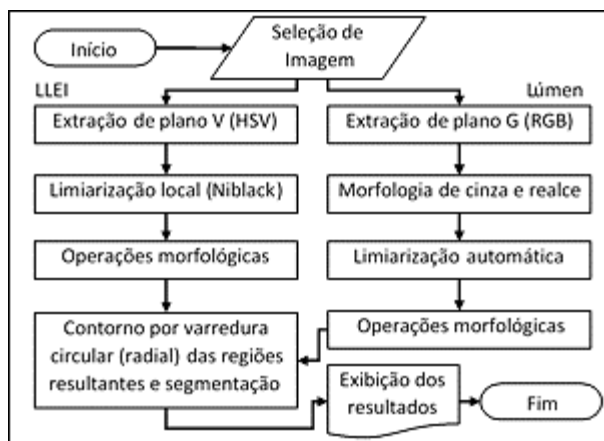 Início
Seleção de
Imagem
LLEI
Lúmen
Extração de plano V (HSV)
Extração de plano G (RGB)
Limiarização local (Niblack)
Morfologia de cinza e realce
Operações morfológicas
Limiarização automática
Contorno por varredura
circular (radial) das regiões
resultantes e segmentação
Operações morfológicas
Exibição dos
resultados
Fim